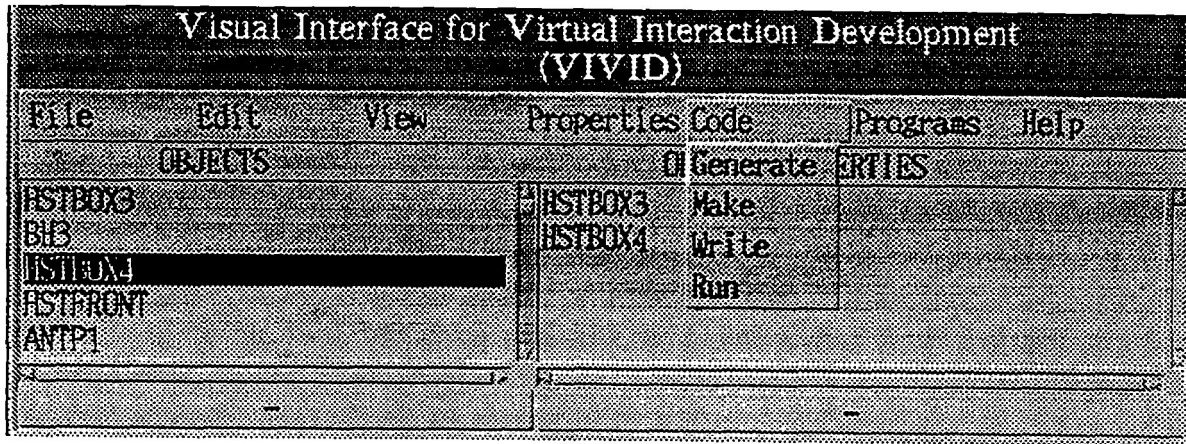 Visual Interface for Virtual Interaction Development
(VIVID)
File Edit View Properties Code Programs Help
OBJECTS
Generate ERTIES
HSTBOX3
BH3
HSTBOX4
HSTFRONT
ANTP1
HSTBOX3
HSTBOX4
Make
Write
Run